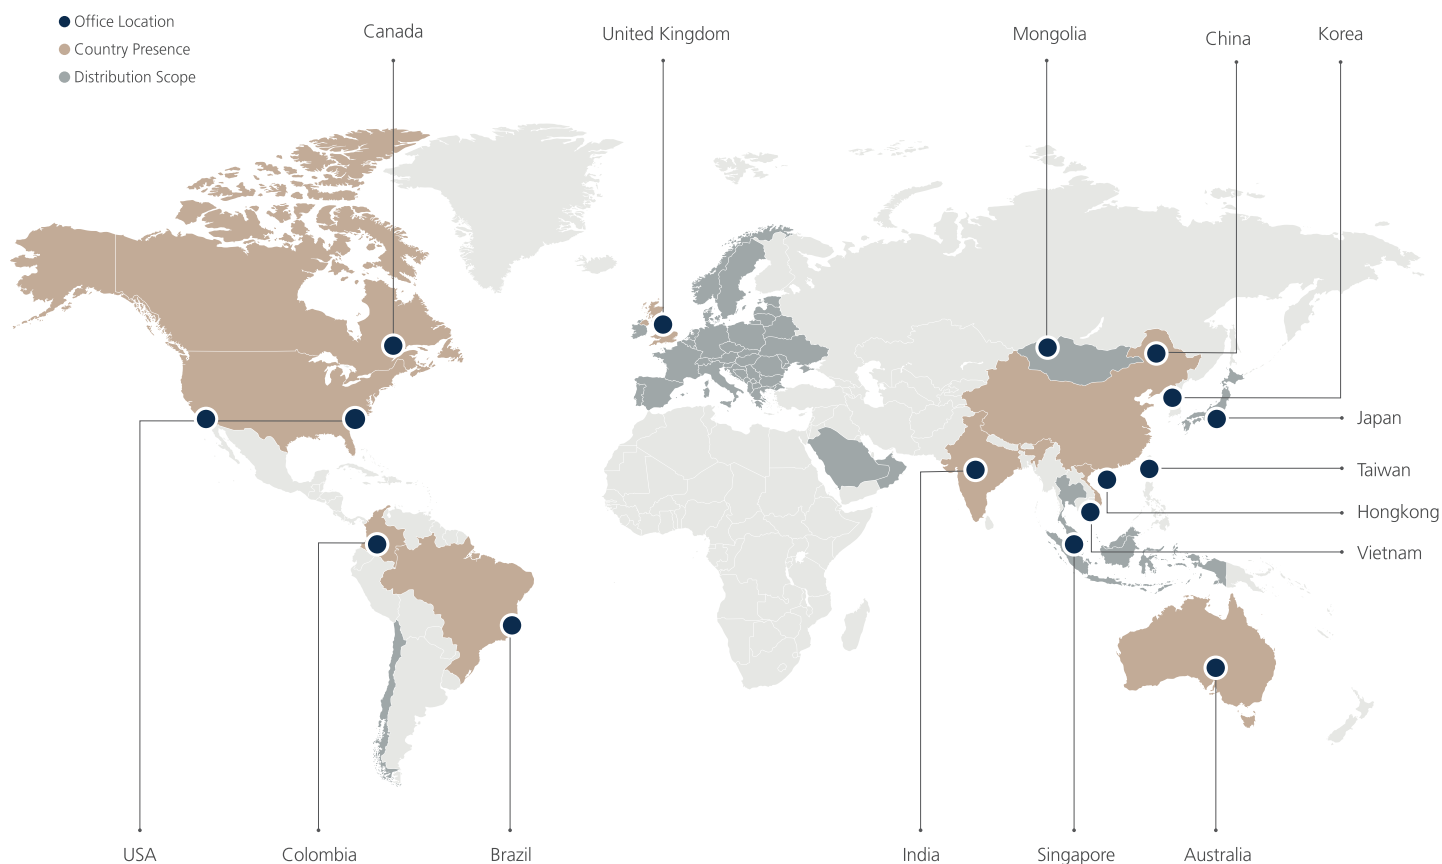 Office Location
Country Presence
Distribution Scope
Canada
United Kingdom
Mongolia
China
Korea
Japan
Taiwan
Hongkong
Vietnam
USA
Colombia
Brazil
India
Singapore
Australia